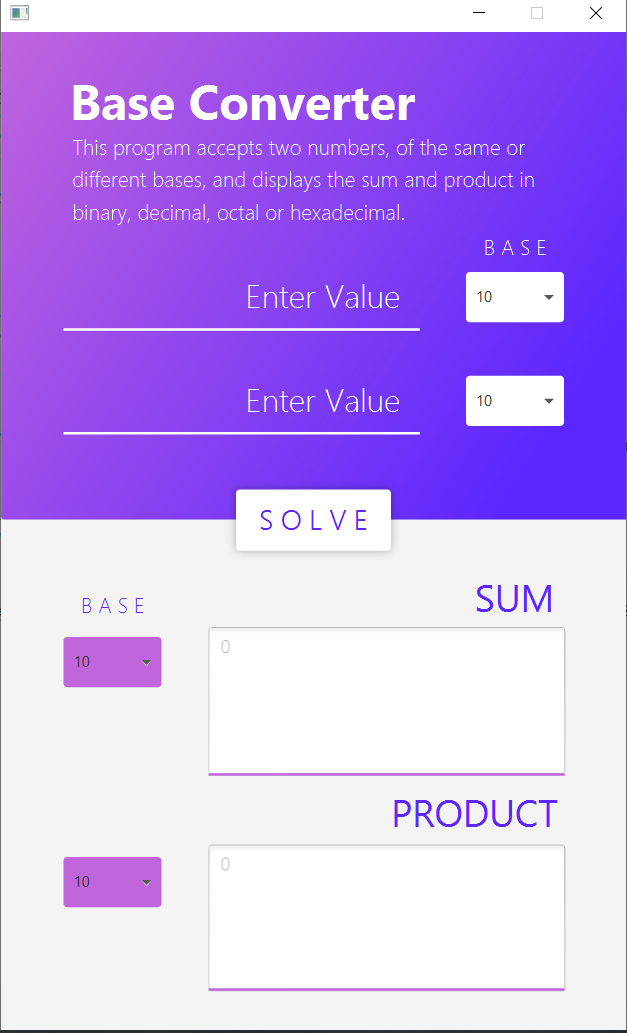 Base Converter
This program accepts two numbers, of the same or
different bases, and displays the sum and product in
binary, decimal, octal or hexadecimal.
BASE
Enter Value
10
Enter Value
10
SOLVE
SUM
BASE
0
10
PRODUCT
0
10